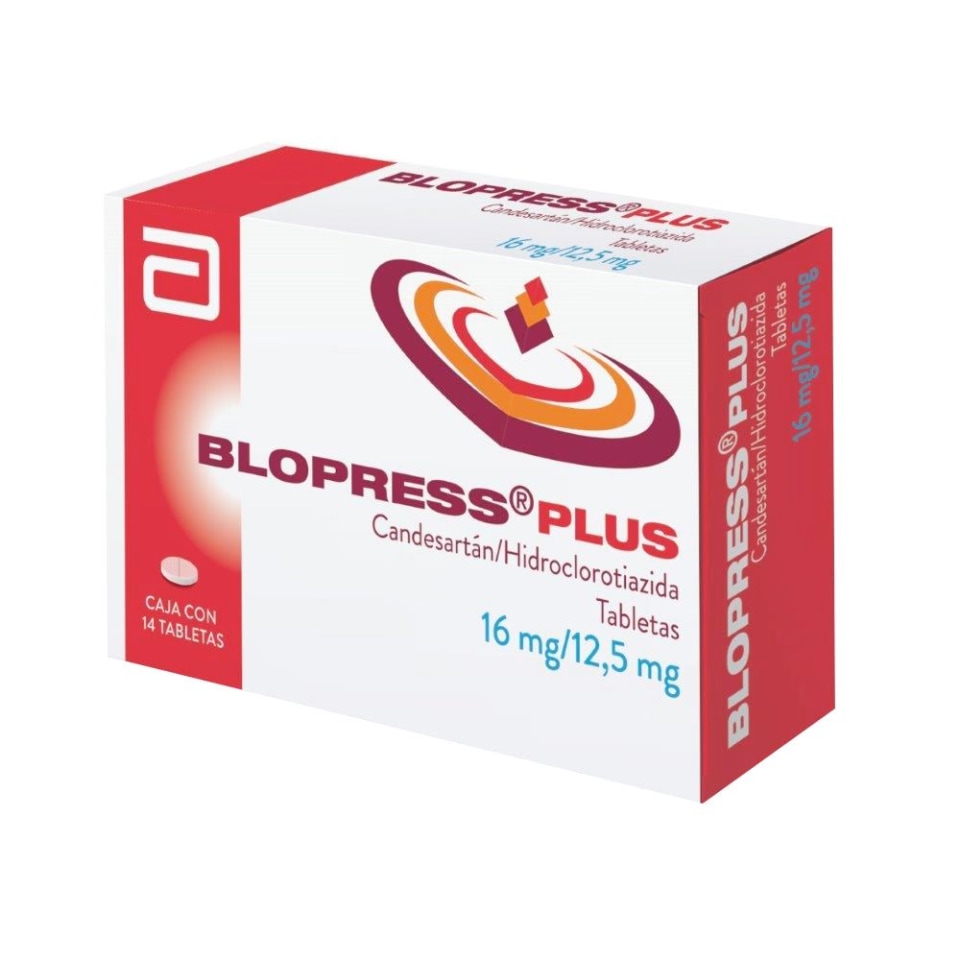 BLOPRESS®PLUS
Candesartán/Hidroclorotiazida
Tabletas
16 mg/12,5 mg
BLOPRESS®PLUS
Candesartán/Hidroclorotiazida
Tabletas
16 mg/12,5 mg
CAJA CON
14 TABLETAS
BLOPRESS®PLUS
Candesartán/Hidroclorotiazida
Tabletas
16 mg/12,5 mg